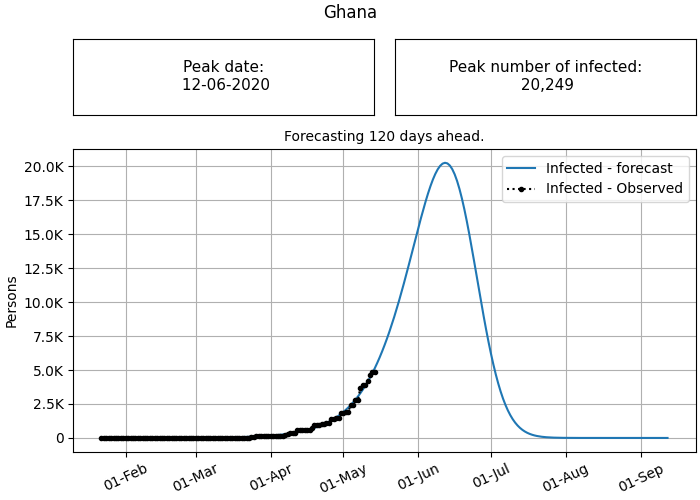 Ghana
Peak date:
12-06-2020
Peak number of infected:
20,249
Forecasting 120 days ahead.
Infected - forecast
Infected - Observed
Persons
20.0K
17.5K
15.0K
12.5K
10.0K
7.5K
5.0K
2.5K
0
01-Feb
01-Mar
01-Apr
01-May
01-Jun
01-Jul
01-Aug
01-Sep